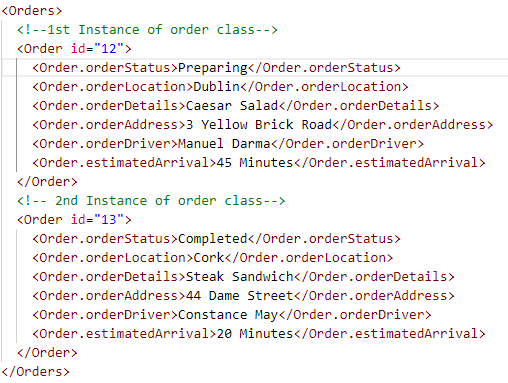 <Orders>
<!--1st Instance of order class-->
<Order id="12">
<Order.orderStatus>Preparing</Order.orderStatus>
<Order.orderLocation>Dublin</Order.orderLocation>
<Order.orderDetails>Caesar Salad</Order.orderDetails>
<Order.orderAddress>3 Yellow Brick Road</Order.orderAddress>
<Order.orderDriver>Manuel Darma</Order.orderDriver>
<Order.estimatedArrival>45 Minutes</Order.estimatedArrival>
</Order>
<!-- 2nd Instance of order class-->
<Order id="13">
<Order.orderStatus>Completed</Order.orderStatus>
<Order.orderLocation>Cork</Order.orderLocation>
<Order.orderDetails>Steak Sandwich</Order.orderDetails>
<Order.orderAddress>44 Dame Street</Order.orderAddress>
<Order.orderDriver>Constance May</Order.orderDriver>
<Order.estimatedArrival>20 Minutes</Order.estimatedArrival>
</Order>
</Orders>